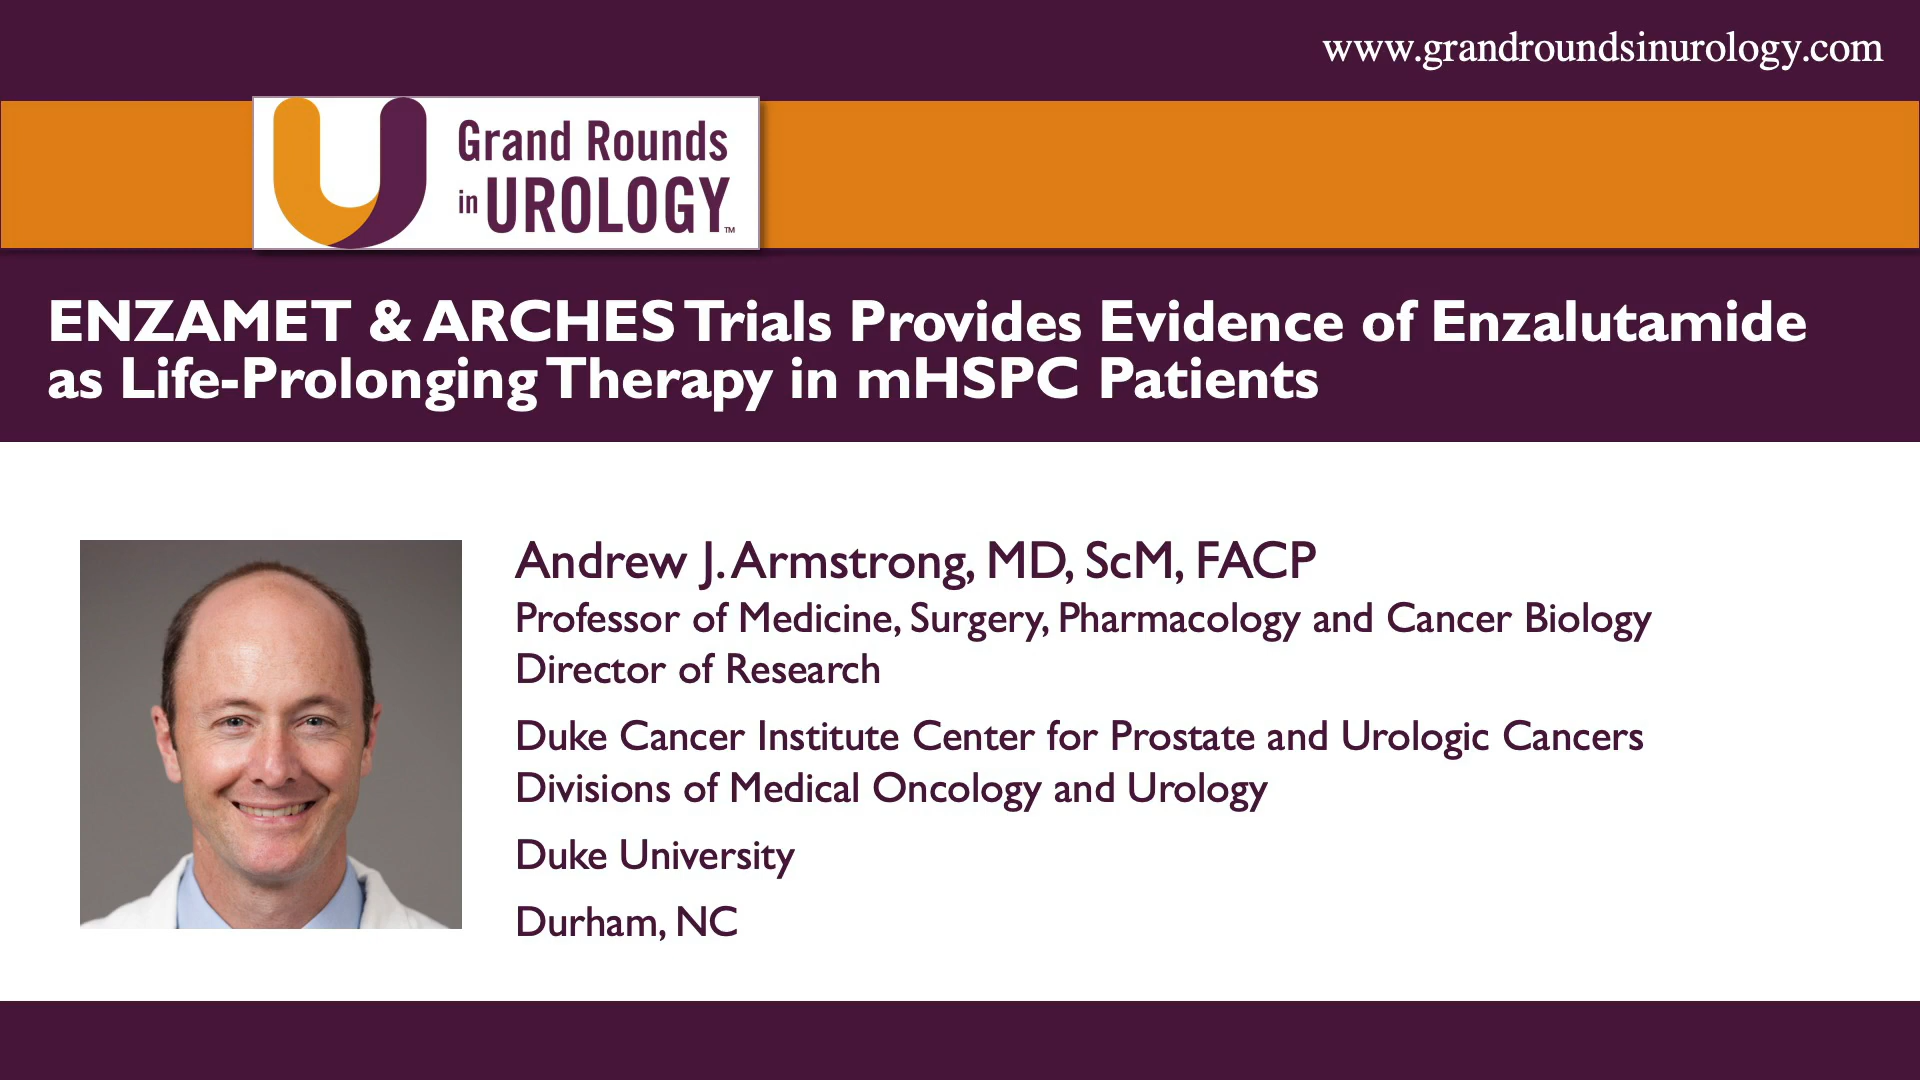 www.grandroundsinurology.com
Grand Rounds
in UROLOGY™
ENZAMET & ARCHES Trials Provides Evidence of Enzalutamide
as Life-Prolonging Therapy in mHSPC Patients
Andrew J. Armstrong, MD, ScM, FACP
Professor of Medicine, Surgery, Pharmacology and Cancer Biology
Director of Research
Duke Cancer Institute Center for Prostate and Urologic Cancers
Divisions of Medical Oncology and Urology
Duke University
Durham, NC